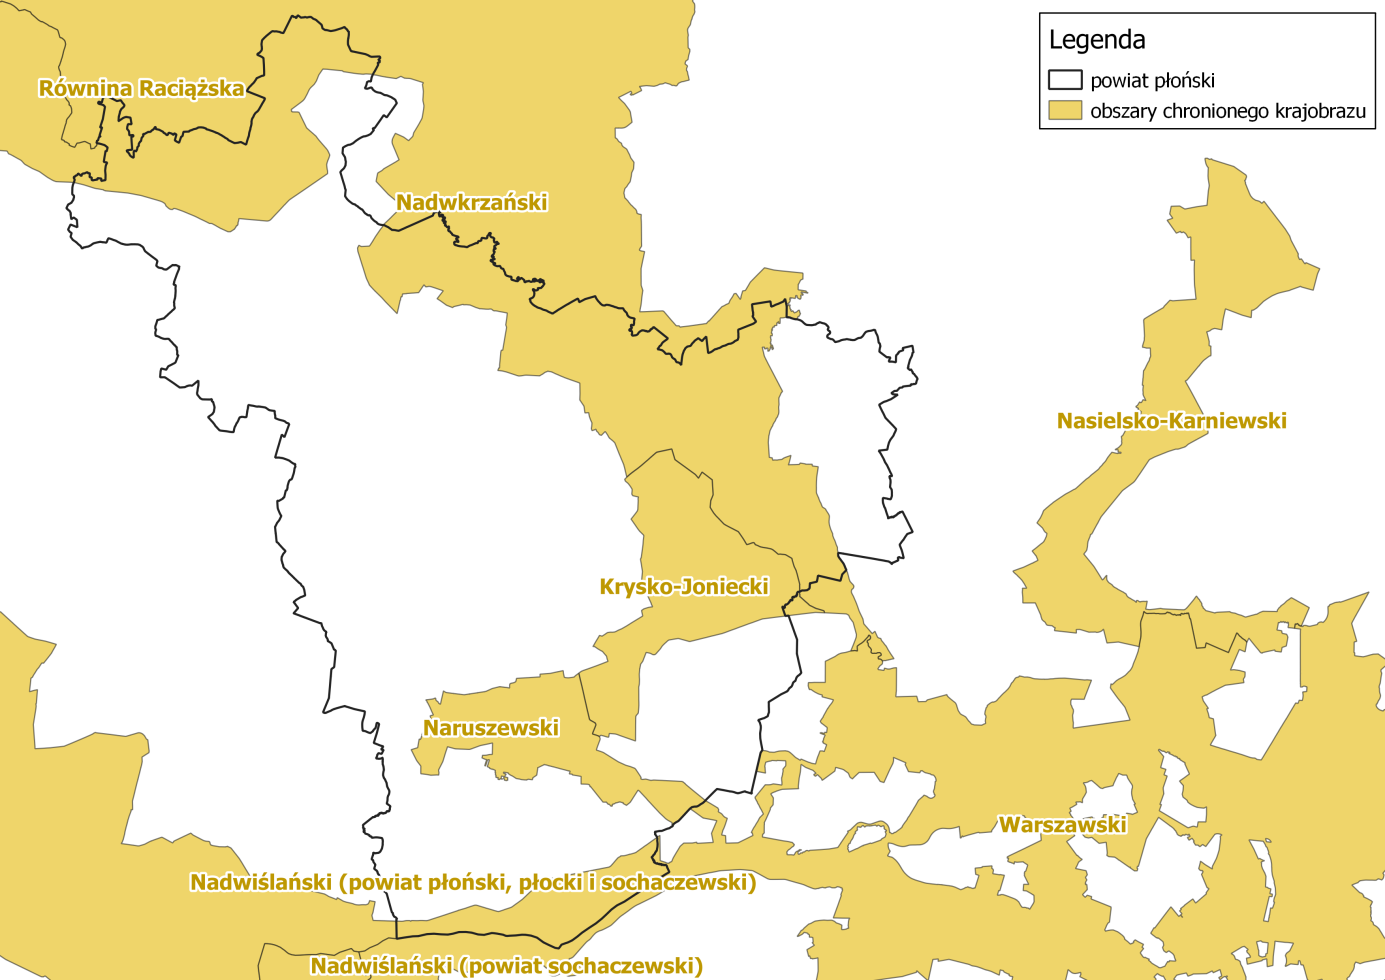 Legenda
powiat płoński
obszary chronionego krajobrazu
Równina Raciążska
Nadwkrzański
Nasielsko-Karniewski
Krysko-Joniecki
Naruszewski
Warszawski
Nadwiślański (powiat płoński, płocki i sochaczewski)
Nadwiślański (powiat sochaczewski)